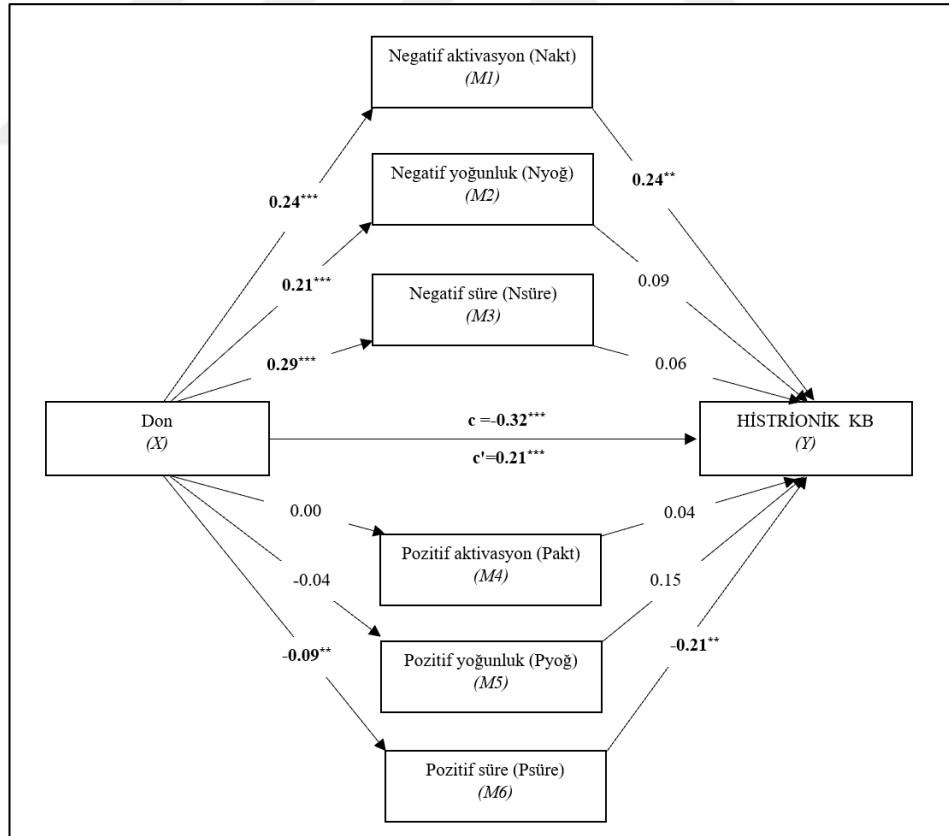 Negatif aktivasyon (Nakt)
(M1)
Negatif yoğunluk (Nyoğ)
(M2)
0.24***
0.24**
0.21***
0.09
Negatif süre (Nsüre)
(M3)
0.29***
0.06
Don
(X)
c =-0.32***
c'=0.21***
HİSTRİONİK KB
(Y)
0.00
0.04
Pozitif aktivasyon (Pakt)
(M4)
-0.04
0.15
-0.09**
-0.21**
Pozitif yoğunluk (Pyoğ)
(M5)
Pozitif süre (Psüre)
(M6)